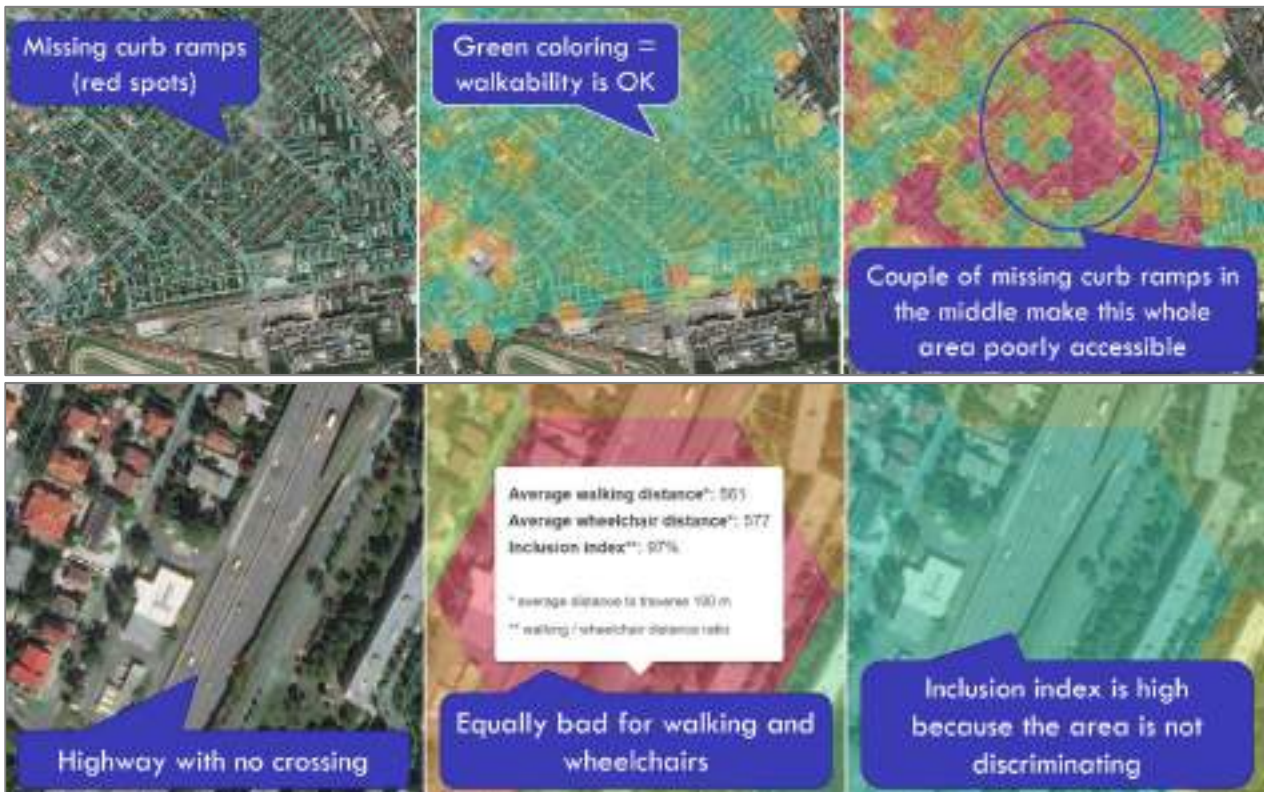 Missing curb ramps
(red spots)
Green coloring =
walkability is OK
Couple of missing curb ramps in
the middle make this whole
area poorly accessible
Highway with no crossing
Average walking distance*: 561
Average wheelchair distance*: 577
Inclusion index**: 97%
* average distance to traverse 100 m
** walking / wheelchair distance ratio
Equally bad for walking and
wheelchairs
Inclusion index is high
because the area is not
discriminating